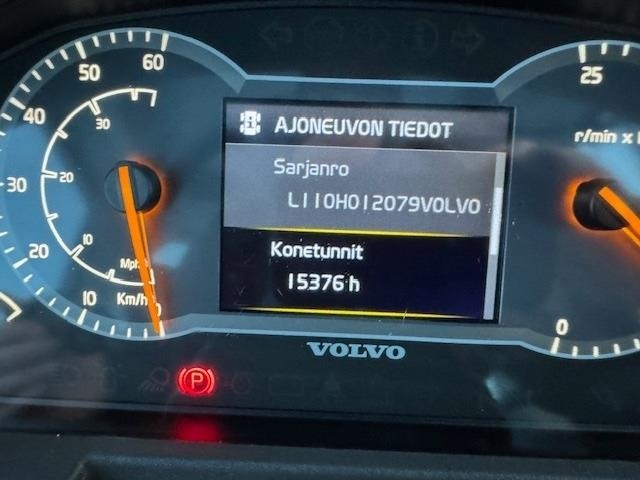 60
50
40
30
20
10
0
30
20
10
Mph
Km/h
AJONEUVON TIEDOT
Sarjanro
L110H012079VOLVO
Konetunnit
15376 h
VOLVO
P
25
r/min x
0